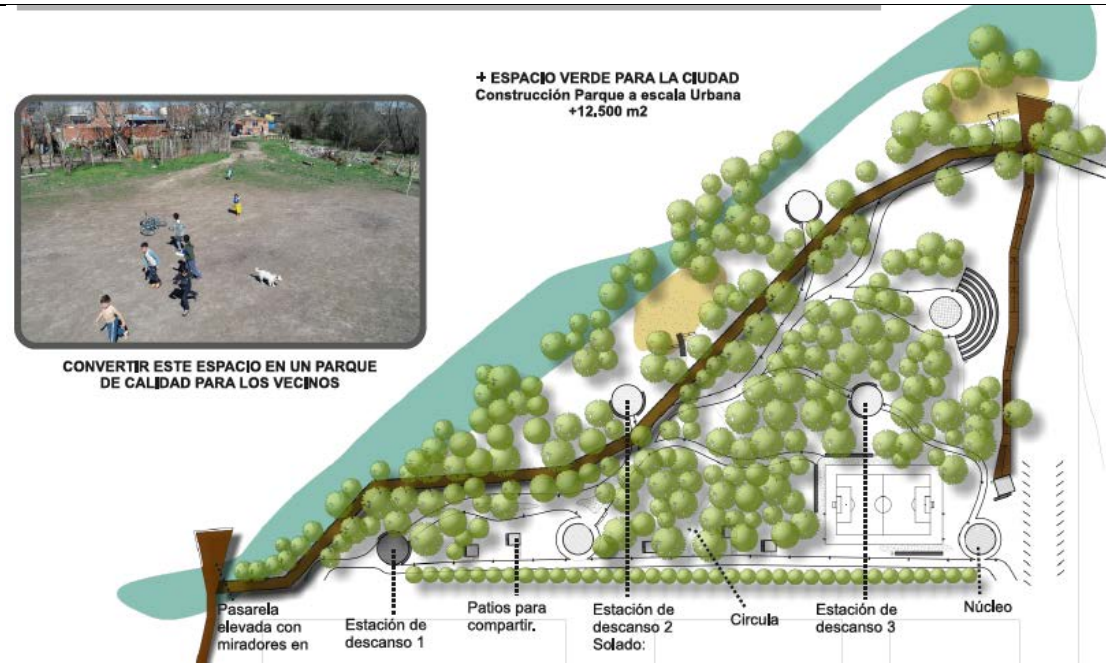 + ESPACIO VERDE PARA LA CIUDAD
Construcción Parque a escala Urbana
+12.500 m2
CONVERTIR ESTE ESPACIO EN UN PARQUE
DE CALIDAD PARA LOS VECINOS
Pasarela
elevada con
miradores en
Estación de
descanso 1
Patios para
compartir.
Estación de
descanso 2
Solado:
Circula
Estación de
descanso 3
Núcleo